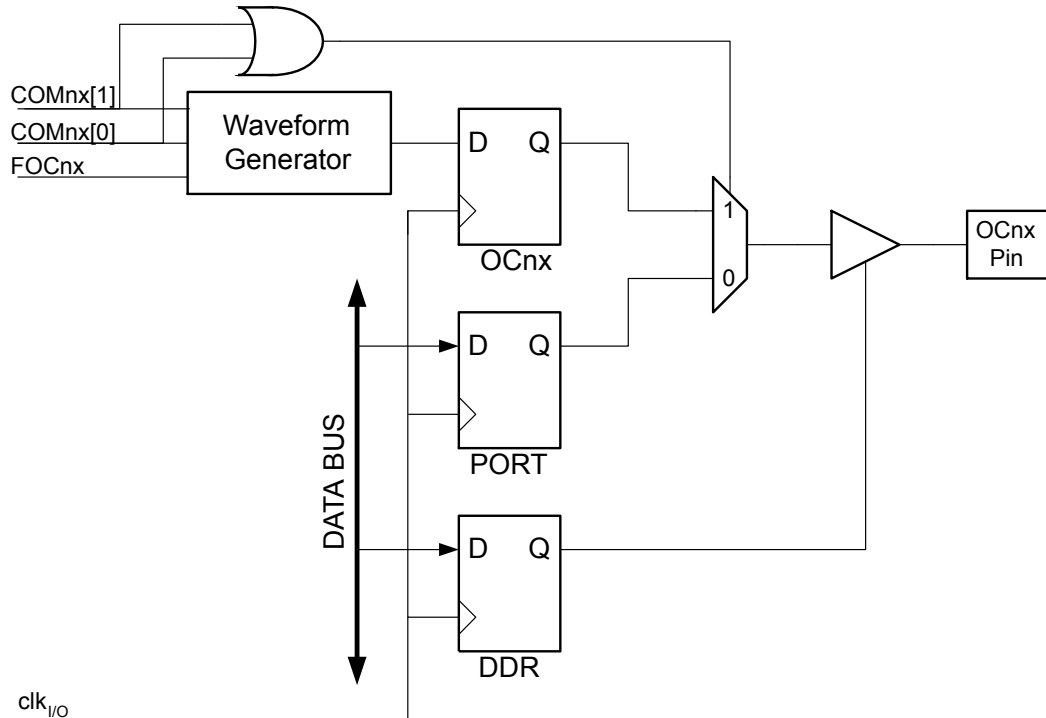 COMnx[1]
COMnx[0]
FOCnx
Waveform
Generator
D Q
OCnx
1
0
OCnx
Pin
D Q
PORT
DATA BUS
D Q
DDR
clkI/O